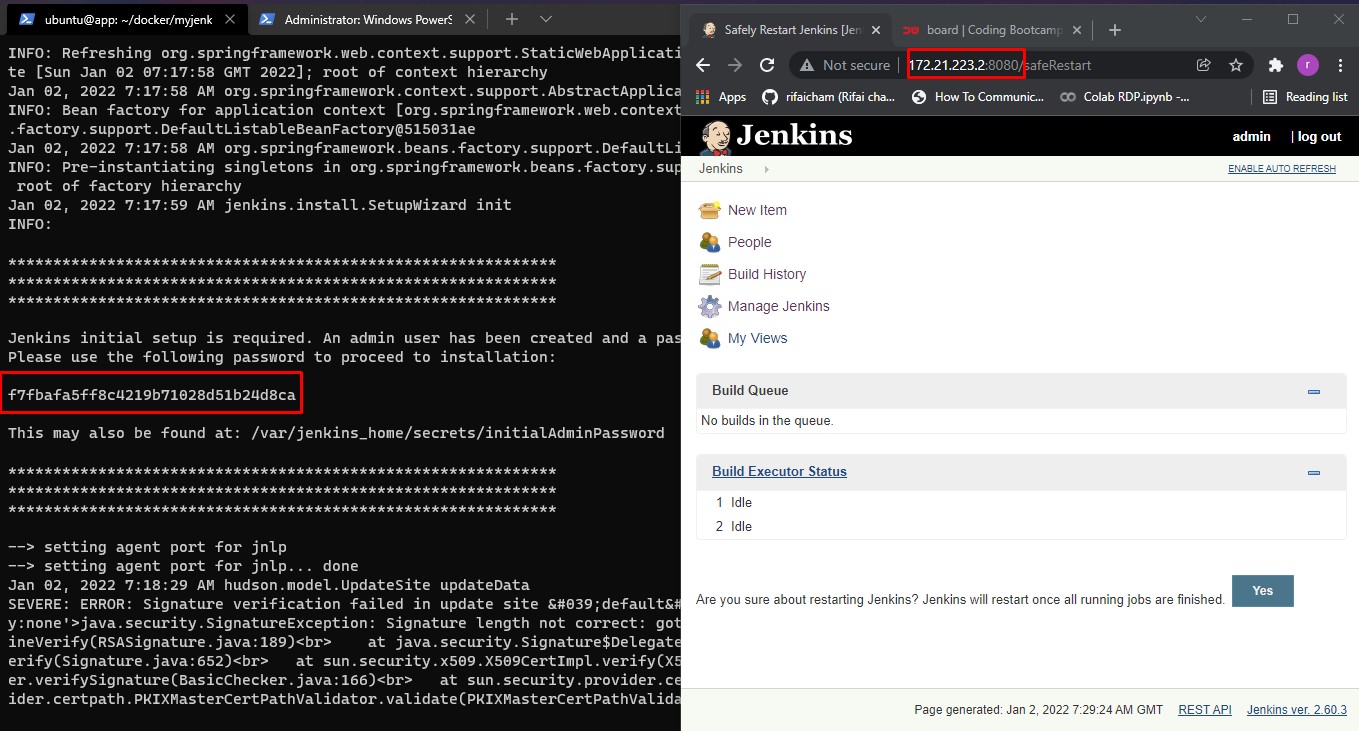 ubuntu@app: ~/docker/myjenk
Administrator: Windows PowerS
INFO: Refreshing org.springframework.web.context.support.StaticWebApplicati
te [Sun Jan 02 07:17:58 GMT 2022]; root of context hierarchy
Jan 02, 2022 7:17:58 AM org.springframework.context.support.AbstractApplica
INFO: Bean factory for application context [org.springframework.web.context
.factory.support.DefaultListableBeanFactory@515031ae
Jan 02, 2022 7:17:58 AM org.springframework.beans.factory.support.DefaultLi
INFO: Pre-instantiating singletons in org.springframework.beans.factory.sup
root of factory hierarchy
Jan 02, 2022 7:17:59 AM jenkins.install.SetupWizard init
INFO:
*************************************************************
*************************************************************
*************************************************************
Jenkins initial setup is required. An admin user has been created and a pas
Please use the following password to proceed to installation:
f7fbafa5ff8c4219b71028d51b24d8ca
This may also be found at: /var/jenkins_home/secrets/initialAdminPassword
*************************************************************
*************************************************************
*************************************************************
--> setting agent port for jnlp
--> setting agent port for jnlp... done
Jan 02, 2022 7:18:29 AM hudson.model.UpdateSite updateData
SEVERE: ERROR: Signature verification failed in update site &#039;default&#
y:none'>java.security.SignatureException: Signature length not correct: got
ineVerify(RSASignature.java:189)<br>    at java.security.Signature$Delegate
erify(Signature.java:652)<br>   at sun.security.x509.X509CertImpl.verify(X5
er.verifySignature(BasicChecker.java:166)<br>   at sun.security.provider.ce
ider.certpath.PKIXMasterCertPathValidator.validate(PKIXMasterCertPathValida
Safely Restart Jenkins [Jen
board | Coding Bootcamp
Not secure | 172.21.223.2:8080/safeRestart
r
Apps
rifaicham (Rifai cha...
How To Communic...
Colab RDP.ipynb -...
Reading list
Jenkins
admin
| log out
Jenkins
ENABLE AUTO REFRESH
New Item
People
Build History
Manage Jenkins
My Views
Build Queue
No builds in the queue.
Build Executor Status
1 Idle
2 Idle
Are you sure about restarting Jenkins? Jenkins will restart once all running jobs are finished.
Yes
Page generated: Jan 2, 2022 7:29:24 AM GMT
REST API
Jenkins ver. 2.60.3